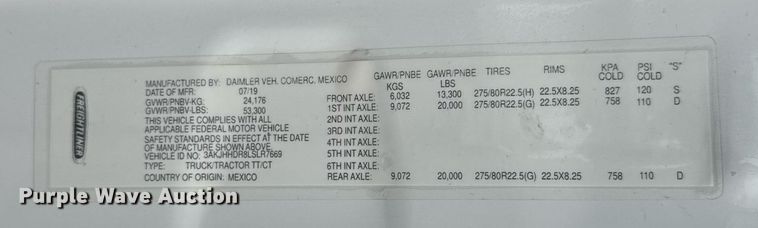 FREIGHTLINER
MANUFACTURED BY: DAIMLER VEH. COMERC. MEXICO
DATE OF MFR: 07/19
GVWR/PNBV-KG: 24,176
GVWR/PNBV-LBS: 53,300
THIS VEHICLE COMPLIES WITH ALL
APPLICABLE FEDERAL MOTOR VEHICLE
SAFETY STANDARDS IN EFFECT AT THE DATE
OF MANUFACTURE SHOWN ABOVE.
VEHICLE ID NO. 3AKJHHDR8LSLR7669
TYPE: TRUCK/TRACTOR TT/CT
COUNTRY OF ORIGIN: MEXICO
GAWR/PNBE KGS GAWR/PNBE LBS TIRES RIMS KPA COLD PSI COLD "S"
FRONT AXLE: 6,032 13,300 275/80R22.5(H) 22.5X8.25 827 120 S
1ST INT AXLE: 9,072 20,000 275/80R22.5(G) 22.5X8.25 758 110 D
2ND INT AXLE:
3RD INT AXLE:
4TH INT AXLE:
5TH INT AXLE:
6TH INT AXLE:
REAR AXLE: 9,072 20,000 275/80R22.5(G) 22.5X8.25 758 110 D
Purple Wave Auction